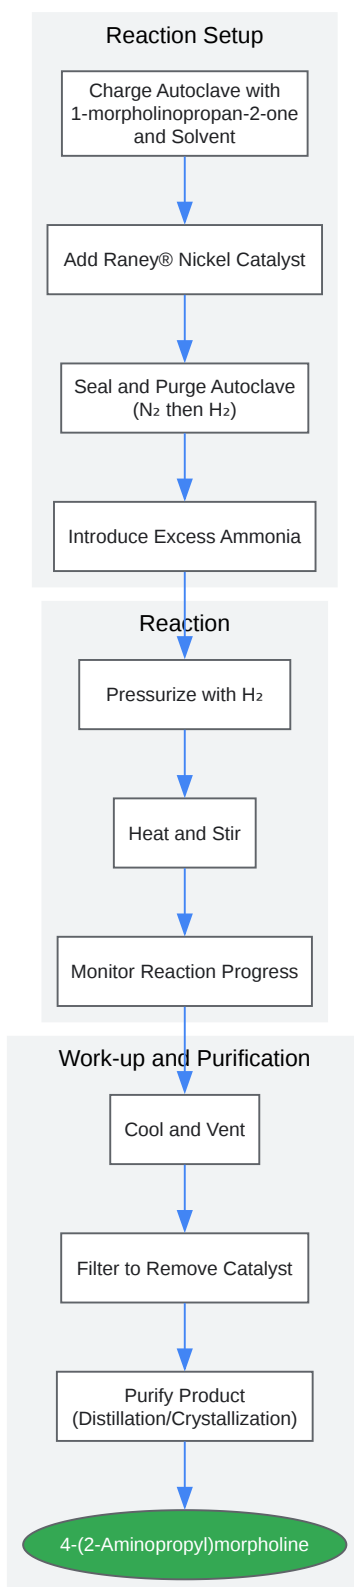 Reaction Setup
Charge Autoclave with
1-morpholinopropan-2-one
and Solvent
Add Raney® Nickel Catalyst
Seal and Purge Autoclave
(N₂ then H₂)
Introduce Excess Ammonia
Reaction
Pressurize with H₂
Heat and Stir
Monitor Reaction Progress
Work-up and Purification
Cool and Vent
Filter to Remove Catalyst
Purify Product
(Distillation/Crystallization)
4-(2-Aminopropyl)morpholine